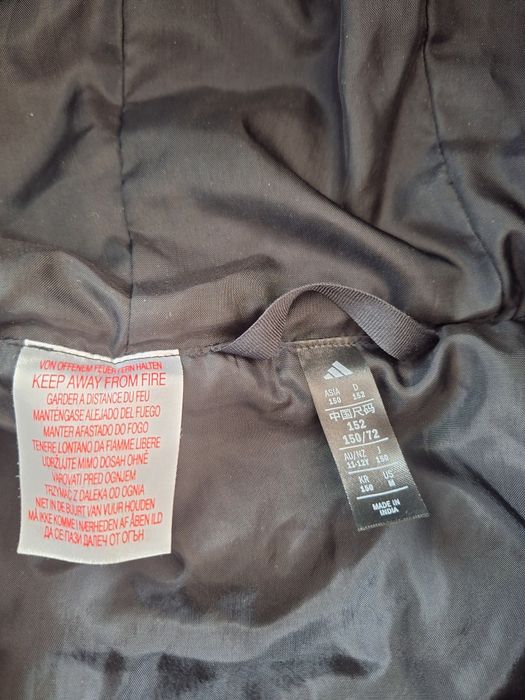 VON OFFENEM FEUER FERN HALTEN
KEEP AWAY FROM FIRE
GARDER A DISTANCE DU FEU
MANTÉNGASE ALEJADO DEL FUEGO
MANTER AFASTADO DO FOGO
TENERE LONTANO DA FIAMME LIBERE
UDRŽUJTE MIMO DOSAH OHNĚ
VAROVATI PRED OGNJEM
TRZYMAĆ Z DALEKA OD OGNIA
NIET IN DE BUURT VAN VUUR HOUDEN
MÅ IKKE KOMME I NÆRHEDEN AF ÅBEN ILD
ДА СЕ ПАЗИ ДАЛЕЧ ОТ ОГЪН
ASIA D
150 152
中国尺码
152
150/72
AU/NZ J
11-12Y 150
KR US
150 M
MADE IN
INDIA